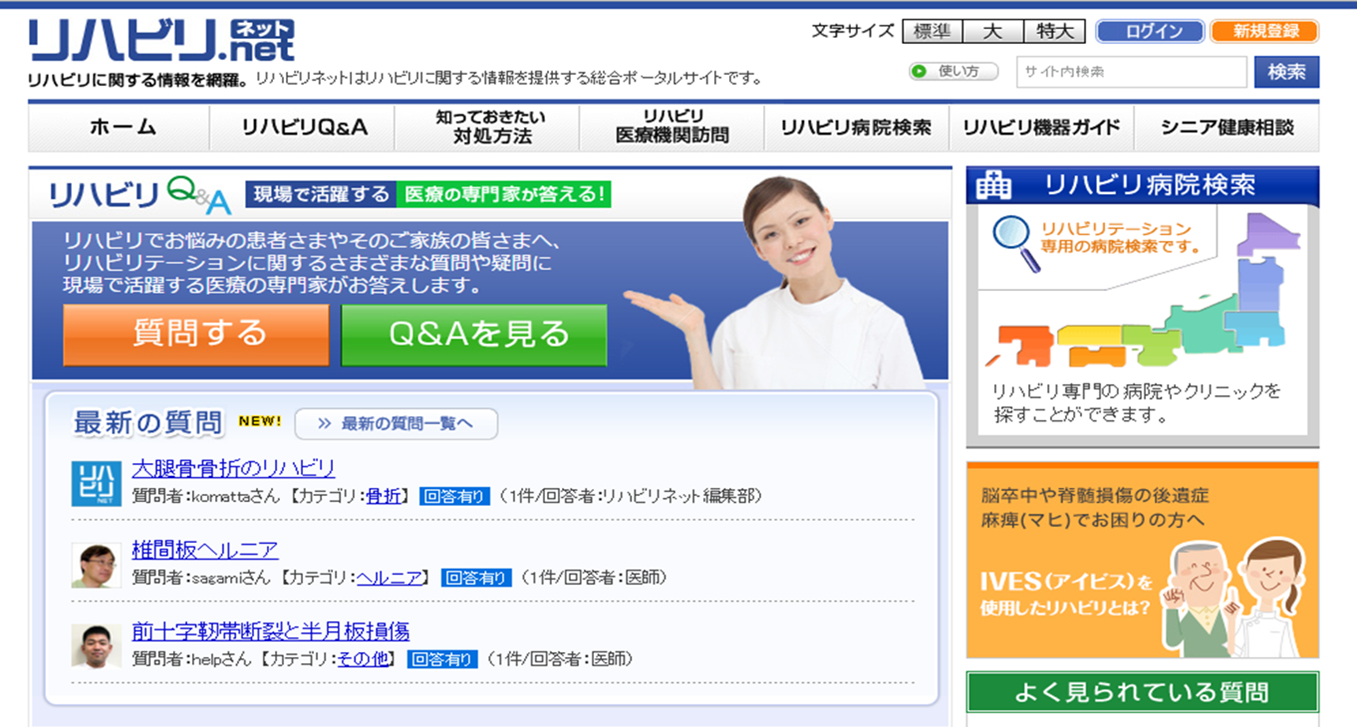 リハビリ.net ネット
文字サイズ 標準 大 特大 ログイン 新規登録
リハビリに関する情報を網羅。リハビリネットはリハビリに関する情報を提供する総合ポータルサイトです。
使い方 サイト内検索 検索
ホーム
リハビリQ&A
知っておきたい
対処方法
リハビリ
医療機関訪問
リハビリ病院検索
リハビリ機器ガイド
シニア健康相談
リハビリ Q&A 現場で活躍する 医療の専門家が答える!
リハビリでお悩みの患者さまやそのご家族の皆さまへ、
リハビリテーションに関するさまざまな質問や疑問に
現場で活躍する医療の専門家がお答えします。
質問する Q&Aを見る
最新の質問 NEW! 最新の質問一覧へ
リハビリ NET
大腿骨骨折のリハビリ
質問者:komattaさん 【カテゴリ:骨折】 回答有り (1件/回答者:リハビリネット編集部)
椎間板ヘルニア
質問者:sagamiさん 【カテゴリ:ヘルニア】 回答有り (1件/回答者:医師)
前十字靭帯断裂と半月板損傷
質問者:helpさん 【カテゴリ:その他】 回答有り (1件/回答者:医師)
リハビリ病院検索
リハビリテーション
専用の病院検索です。
リハビリ専門の病院やクリニックを
探すことができます。
脳卒中や脊髄損傷の後遺症
麻痺(マヒ)でお困りの方へ
IVES(アイビス)を
使用したリハビリとは?
よく見られている質問